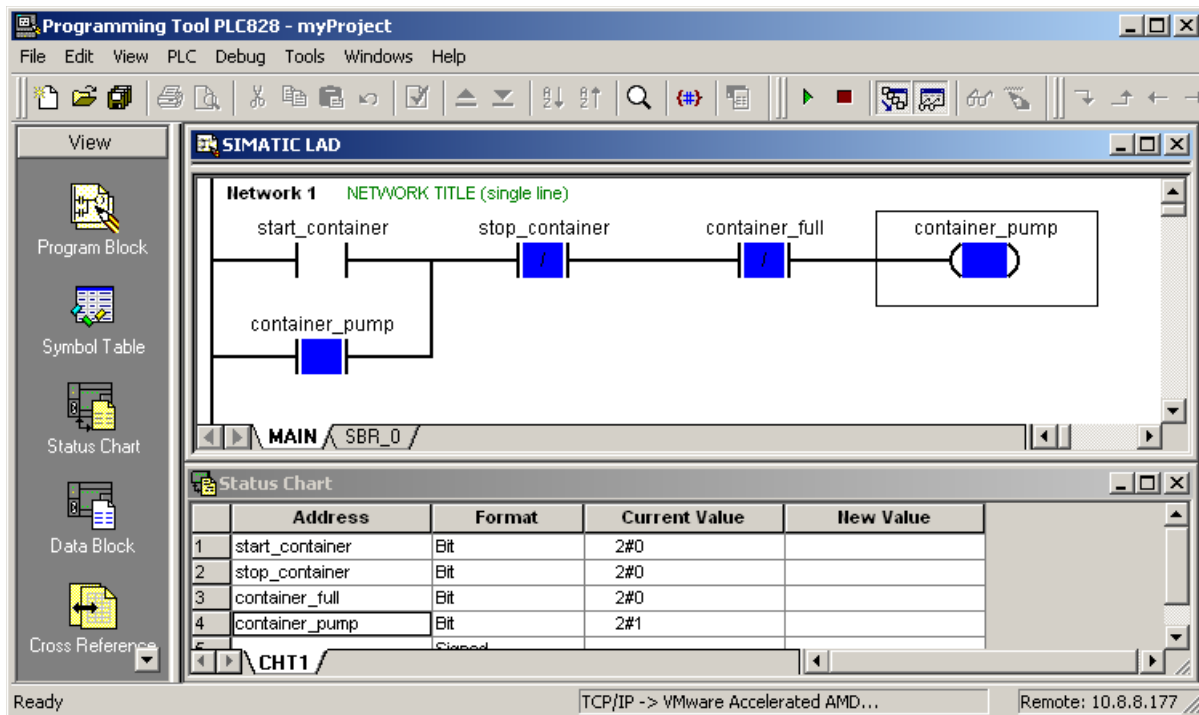 Programming Tool PLC828 - myProject
File Edit View PLC Debug Tools Windows Help
View
Program Block
Symbol Table
Status Chart
Data Block
Cross Reference
SIMATIC LAD
Network 1 NETWORK TITLE (single line)
start_container stop_container container_full container_pump
/ /
container_pump
MAIN SBR_0
Status Chart
Address Format Current Value New Value
1 start_container Bit 2#0
2 stop_container Bit 2#0
3 container_full Bit 2#0
4 container_pump Bit 2#1
5 Signed
CHT1
Ready TCP/IP -> VMware Accelerated AMD... Remote: 10.8.8.177